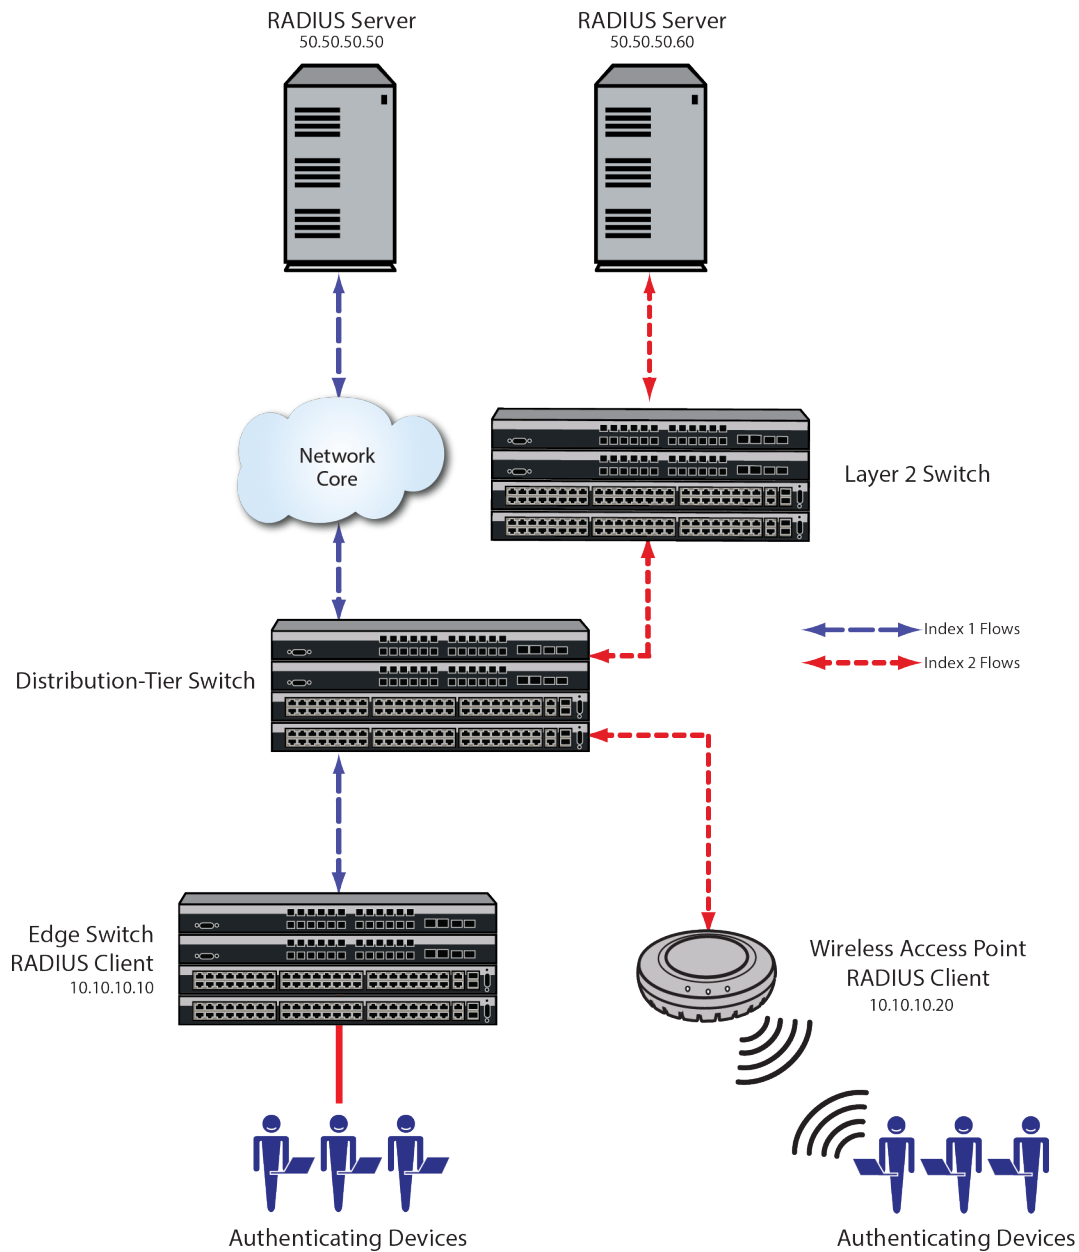 RADIUS Server
50.50.50.50
RADIUS Server
50.50.50.60
Network
Core
Layer 2 Switch
Index 1 Flows
Index 2 Flows
Distribution-Tier Switch
Edge Switch
RADIUS Client
10.10.10.10
Wireless Access Point
RADIUS Client
10.10.10.20
Authenticating Devices
Authenticating Devices